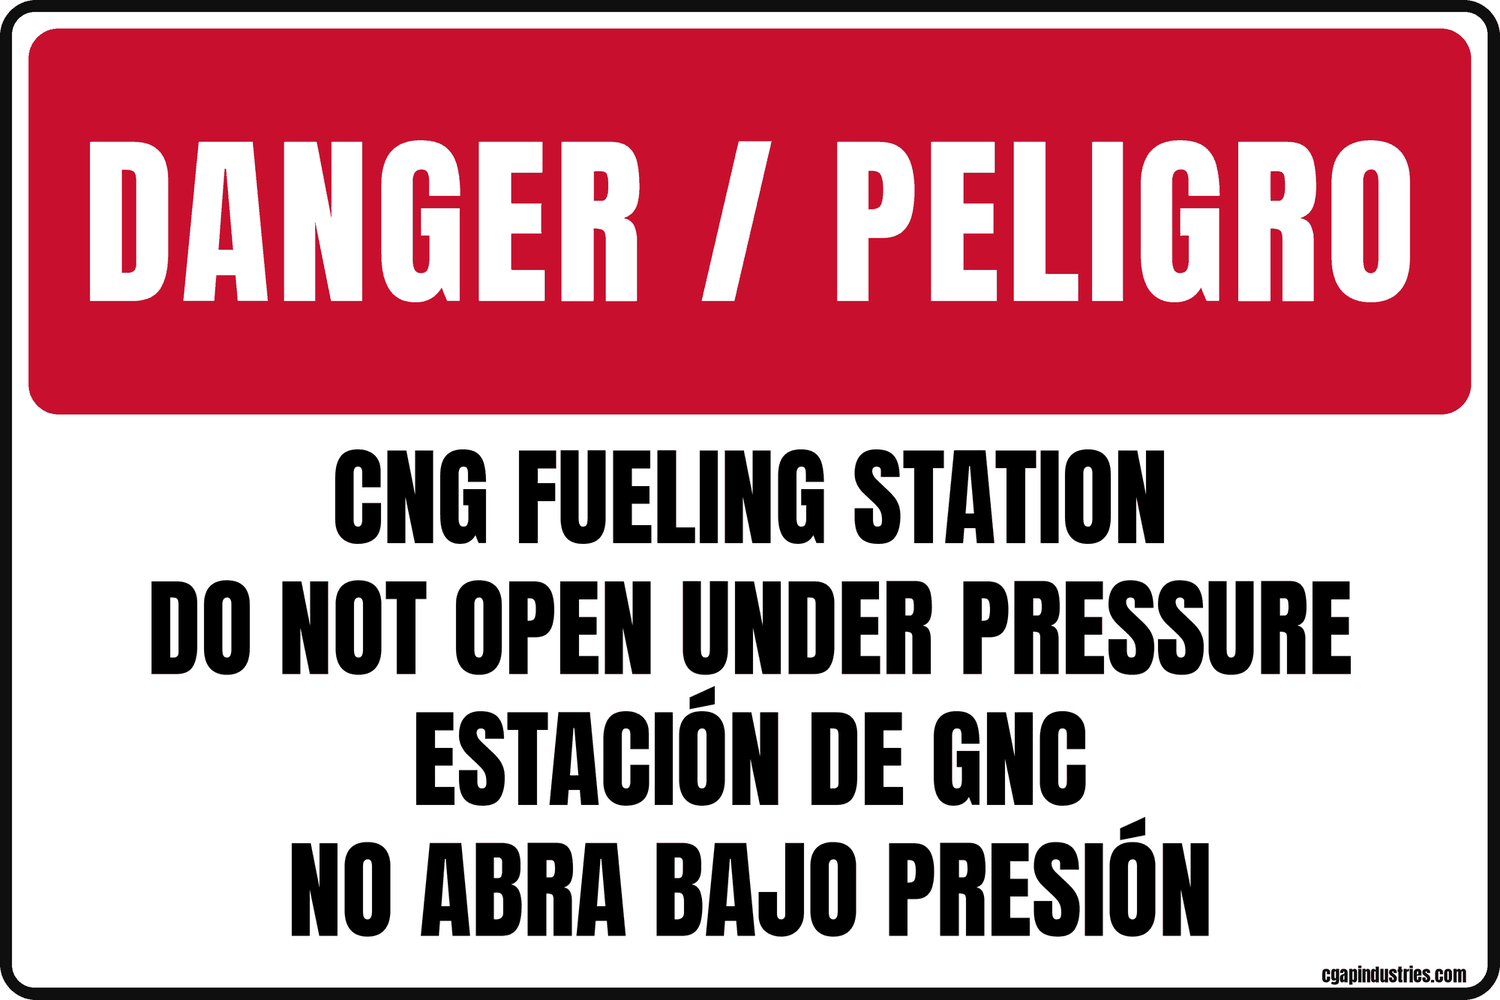 DANGER / PELIGRO
CNG FUELING STATION
DO NOT OPEN UNDER PRESSURE
ESTACIÓN DE GNC
NO ABRA BAJO PRESIÓN
cgapindustries.com